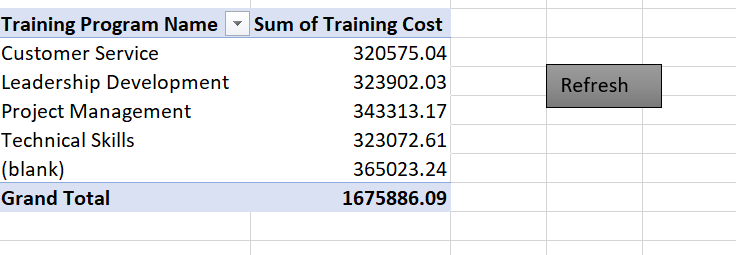 Training Program Name Sum of Training Cost
Customer Service 320575.04
Leadership Development 323902.03
Refresh
Project Management 343313.17
Technical Skills 323072.61
(blank) 365023.24
Grand Total 1675886.09